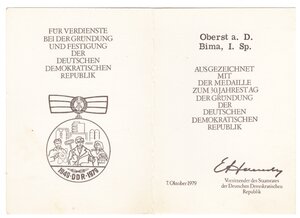 FÜR VERDIENSTE
BEI DER GRÜNDUNG
UND FESTIGUNG
DER
DEUTSCHEN
DEMOKRATISCHEN
REPUBLIK
1949·DDR·1979
Oberst a. D.
Bima, I. Sp.
AUSGEZEICHNET
MIT
DER MEDAILLE
ZUM 30. JAHRESTAG
DER GRÜNDUNG
DER
DEUTSCHEN
DEMOKRATISCHEN
REPUBLIK
7. Oktober 1979
Vorsitzender des Staatsrates
der Deutschen Demokratischen
Republik